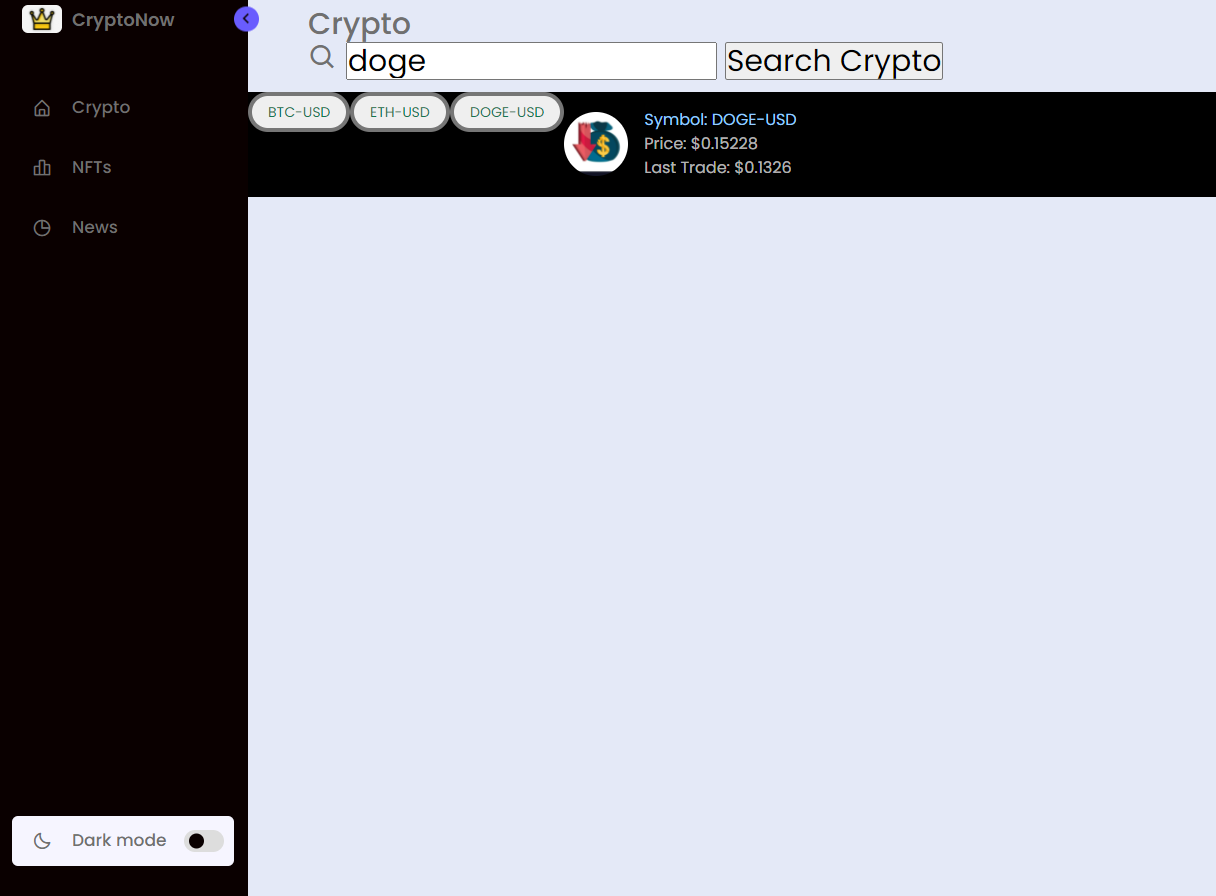 CryptoNow
Crypto
NFTs
News
Dark mode
Crypto
doge
Search Crypto
BTC-USD
ETH-USD
DOGE-USD
Symbol: DOGE-USD
Price: $0.15228
Last Trade: $0.1326